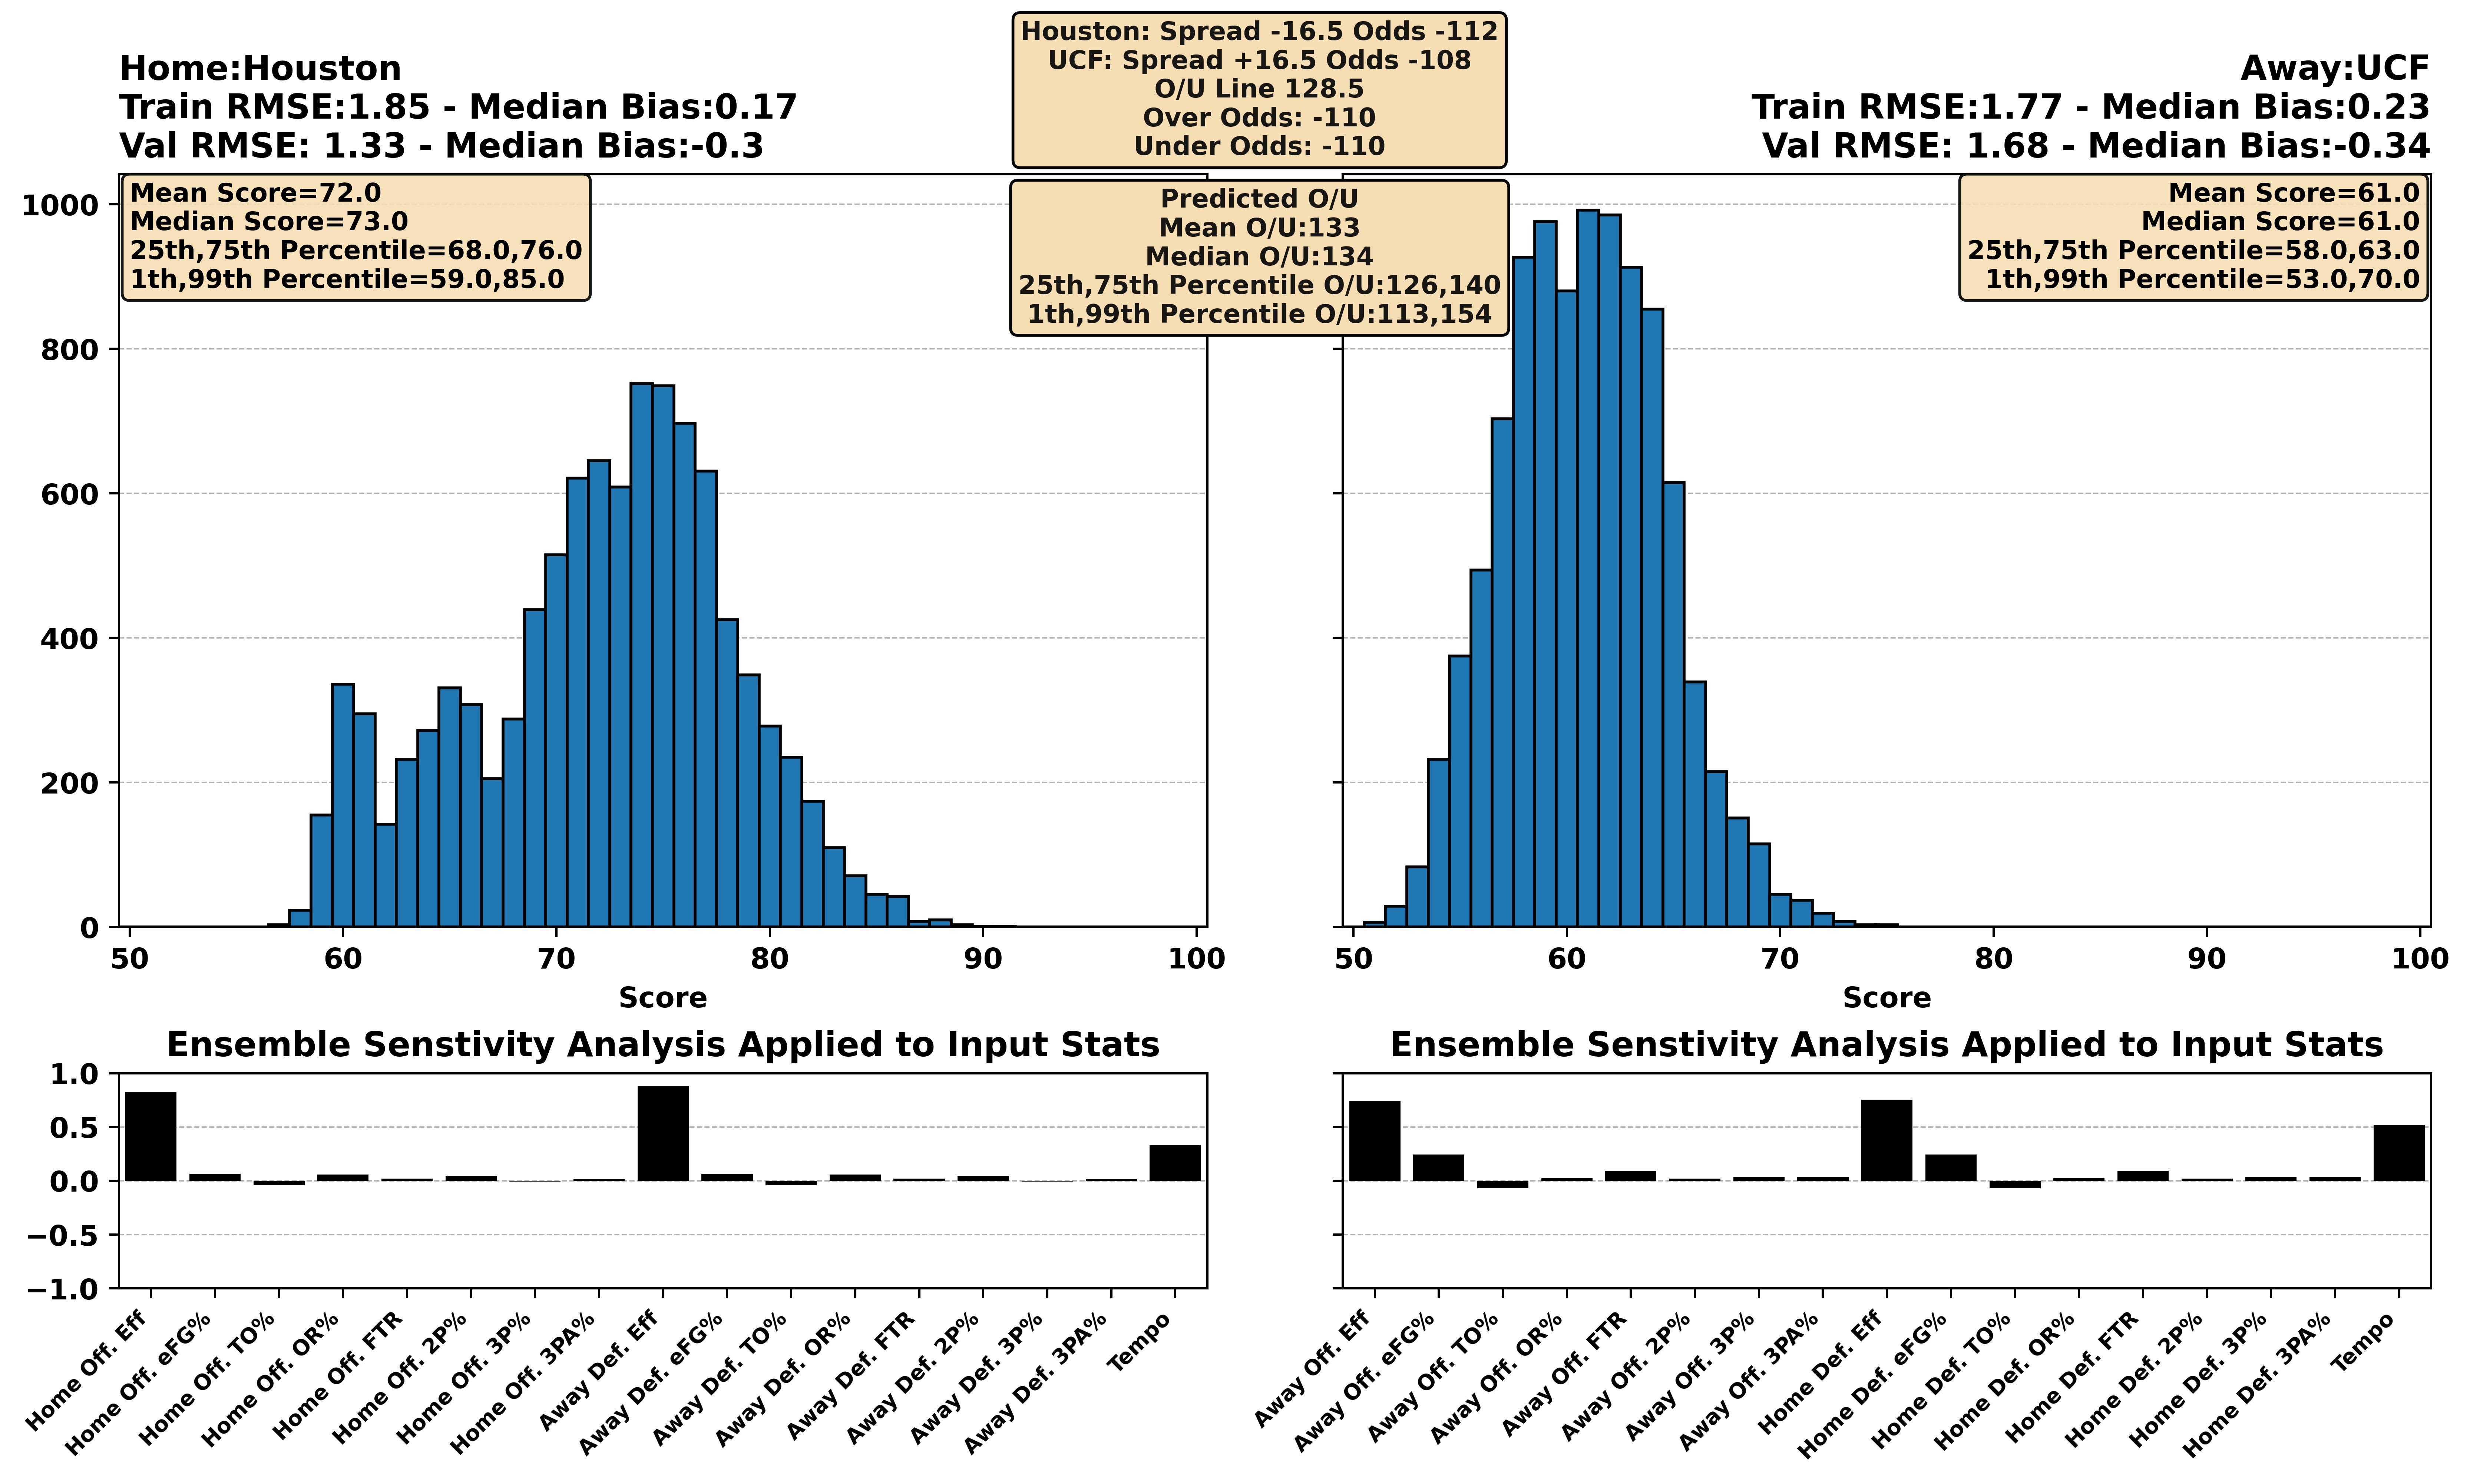 Houston: Spread -16.5 Odds -112
UCF: Spread +16.5 Odds -108
O/U Line 128.5
Over Odds: -110
Under Odds: -110
Home:Houston
Train RMSE:1.85 - Median Bias:0.17
Val RMSE: 1.33 - Median Bias:-0.3
Away:UCF
Train RMSE:1.77 - Median Bias:0.23
Val RMSE: 1.68 - Median Bias:-0.34
Mean Score=72.0
Median Score=73.0
25th,75th Percentile=68.0,76.0
1th,99th Percentile=59.0,85.0
Predicted O/U
Mean O/U:133
Median O/U:134
25th,75th Percentile O/U:126,140
1th,99th Percentile O/U:113,154
Mean Score=61.0
Median Score=61.0
25th,75th Percentile=58.0,63.0
1th,99th Percentile=53.0,70.0
1000
800
600
400
200
0
50 60 70 80 90 100
Score
50 60 70 80 90 100
Score
Ensemble Senstivity Analysis Applied to Input Stats
1.0
0.5
0.0
−0.5
−1.0
Home Off. Eff
Home Off. eFG%
Home Off. TO%
Home Off. OR%
Home Off. FTR
Home Off. 2P%
Home Off. 3P%
Home Off. 3PA%
Away Def. Eff
Away Def. eFG%
Away Def. TO%
Away Def. OR%
Away Def. FTR
Away Def. 2P%
Away Def. 3P%
Away Def. 3PA%
Tempo
Ensemble Senstivity Analysis Applied to Input Stats
Away Off. Eff
Away Off. eFG%
Away Off. TO%
Away Off. OR%
Away Off. FTR
Away Off. 2P%
Away Off. 3P%
Away Off. 3PA%
Home Def. Eff
Home Def. eFG%
Home Def. TO%
Home Def. OR%
Home Def. FTR
Home Def. 2P%
Home Def. 3P%
Home Def. 3PA%
Tempo